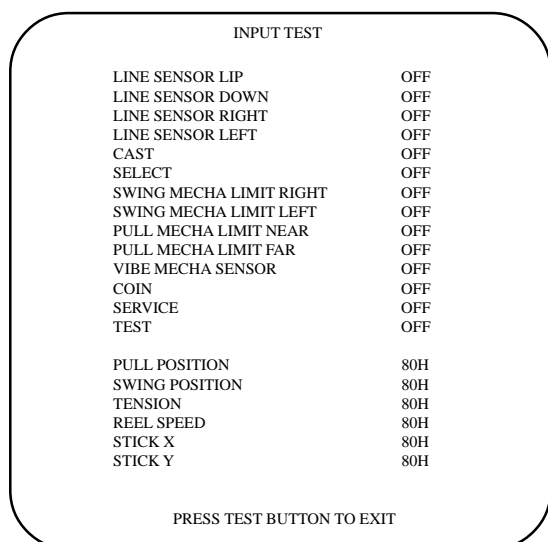 INPUT TEST
LINE SENSOR LIP OFF
LINE SENSOR DOWN OFF
LINE SENSOR RIGHT OFF
LINE SENSOR LEFT OFF
CAST OFF
SELECT OFF
SWING MECHA LIMIT RIGHT OFF
SWING MECHA LIMIT LEFT OFF
PULL MECHA LIMIT NEAR OFF
PULL MECHA LIMIT FAR OFF
VIBE MECHA SENSOR OFF
COIN OFF
SERVICE OFF
TEST OFF
PULL POSITION 80H
SWING POSITION 80H
TENSION 80H
REEL SPEED 80H
STICK X 80H
STICK Y 80H
PRESS TEST BUTTON TO EXIT